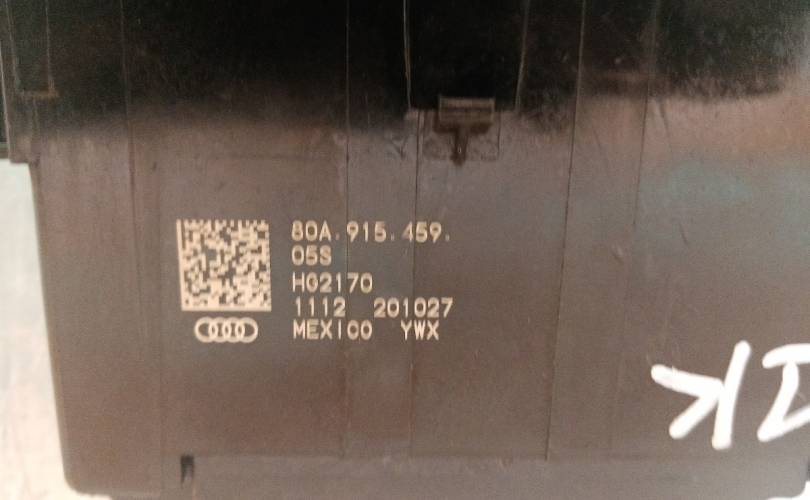 80A.915.459.
05S
HG2170
1112 201027
MEXICO YWX